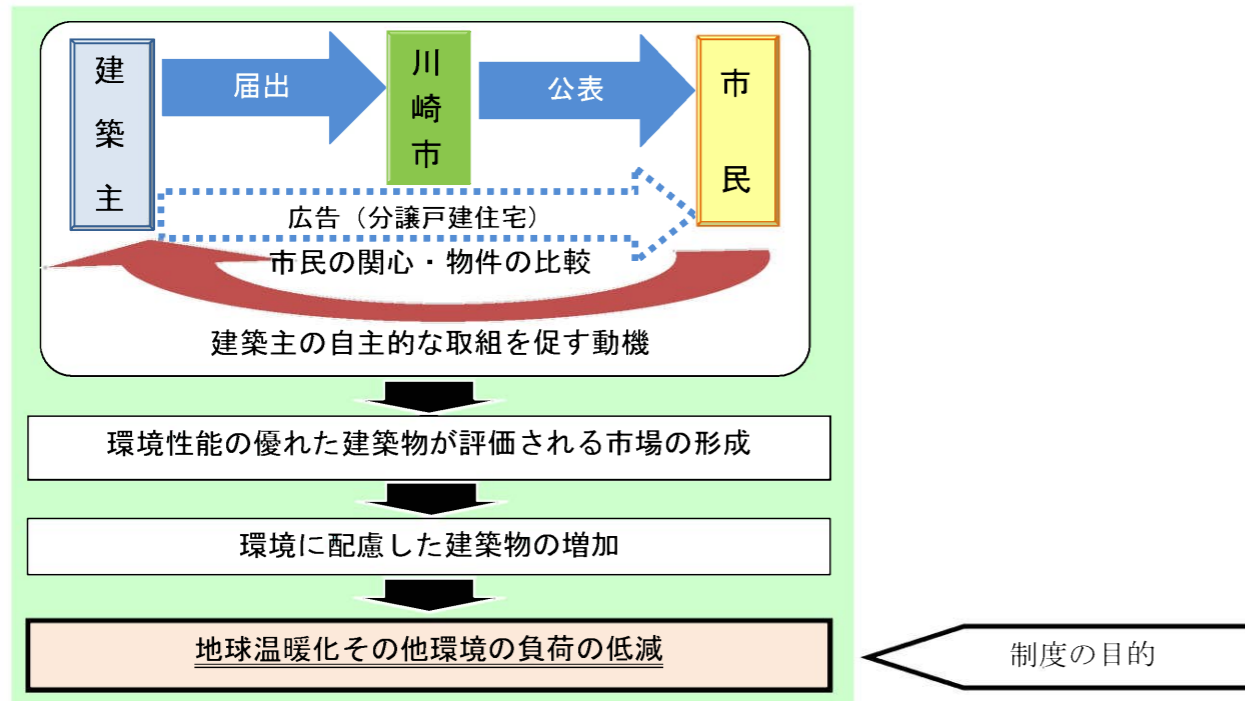 建築主
届出
川崎市
公表
市民
広告（分譲戸建住宅）
市民の関心・物件の比較
建築主の自主的な取組を促す動機
環境性能の優れた建築物が評価される市場の形成
環境に配慮した建築物の増加
地球温暖化その他環境の負荷の低減
制度の目的